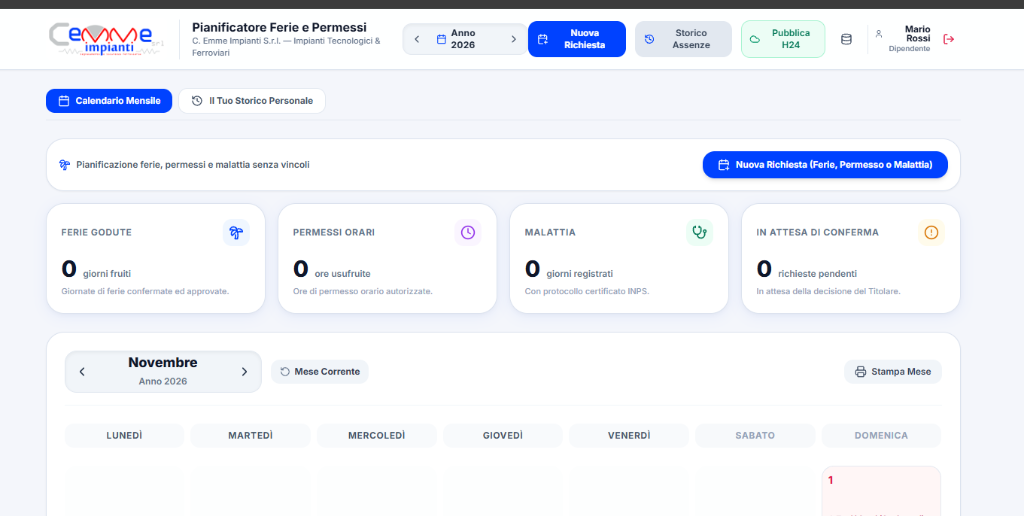 Cemme
impianti
Pianificatore Ferie e Permessi
C. Emme Impianti S.r.l. — Impianti Tecnologici &
Ferroviari
Anno
2026
Nuova
Richiesta
Storico
Assenze
Pubblica
H24
Mario
Rossi
Dipendente
Calendario Mensile
Il Tuo Storico Personale
Pianificazione ferie, permessi e malattia senza vincoli
Nuova Richiesta (Ferie, Permesso o Malattia)
FERIE GODUTE
0 giorni fruiti
Giornate di ferie confermate ed approvate.
PERMESSI ORARI
0 ore usufruite
Ore di permesso orario autorizzate.
MALATTIA
0 giorni registrati
Con protocollo certificato INPS.
IN ATTESA DI CONFERMA
0 richieste pendenti
In attesa della decisione del Titolare.
Novembre
Anno 2026
Mese Corrente
Stampa Mese
LUNEDÌ
MARTEDÌ
MERCOLEDÌ
GIOVEDÌ
VENERDÌ
SABATO
DOMENICA
1